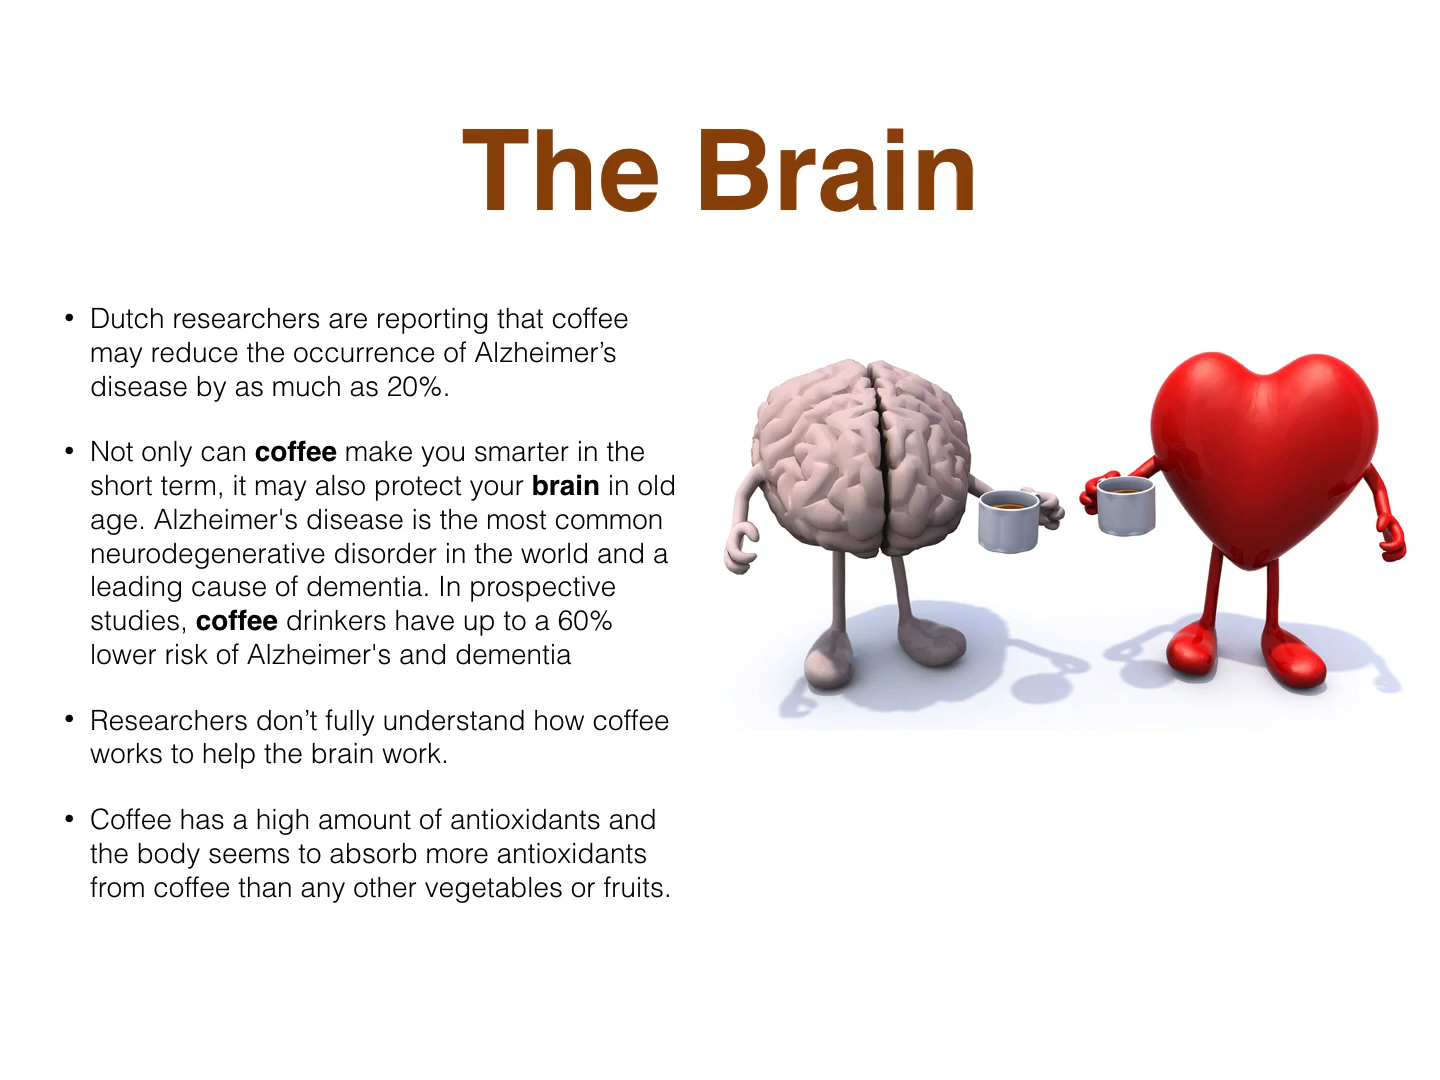 The Brain
• Dutch researchers are reporting that coffee
may reduce the occurrence of Alzheimer’s
disease by as much as 20%.
• Not only can coffee make you smarter in the
short term, it may also protect your brain in old
age. Alzheimer's disease is the most common
neurodegenerative disorder in the world and a
leading cause of dementia. In prospective
studies, coffee drinkers have up to a 60%
lower risk of Alzheimer's and dementia
• Researchers don’t fully understand how coffee
works to help the brain work.
• Coffee has a high amount of antioxidants and
the body seems to absorb more antioxidants
from coffee than any other vegetables or fruits.